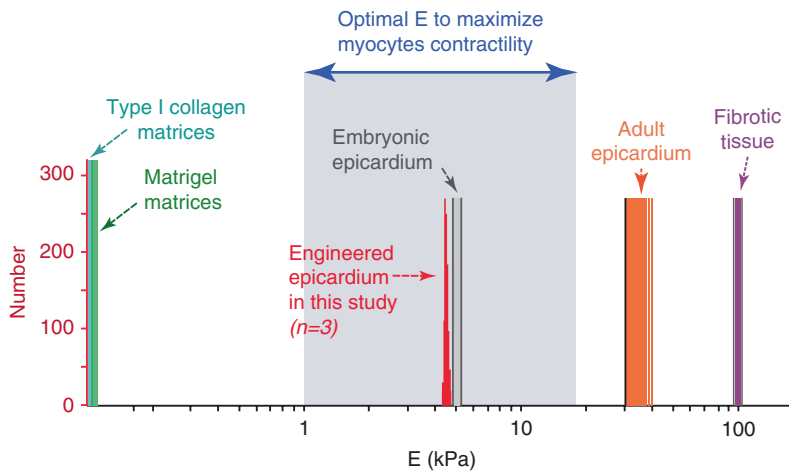 Optimal E to maximize
myocytes contractility
Type I collagen
matrices
Matrigel
matrices
Embryonic
epicardium
Adult
epicardium
Fibrotic
tissue
Engineered
epicardium
in this study
(n=3)
Number
300
200
100
0
1
10
100
E (kPa)